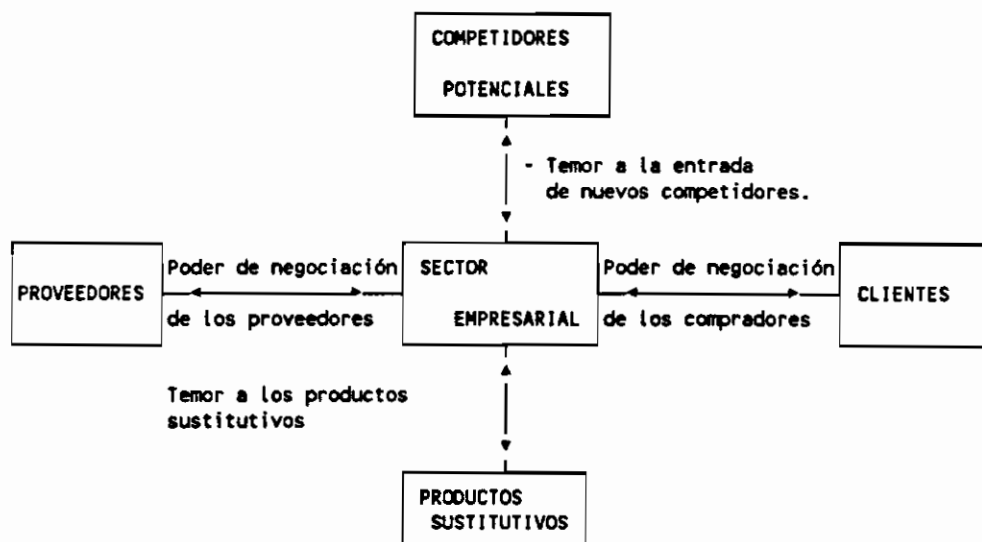 COMPETIDORES
POTENCIALES
- Temor a la entrada
de nuevos competidores.
PROVEEDORES
Poder de negociación
de los proveedores
SECTOR
EMPRESARIAL
Poder de negociación
de los compradores
CLIENTES
Temor a los productos
sustitutivos
PRODUCTOS
SUSTITUTIVOS